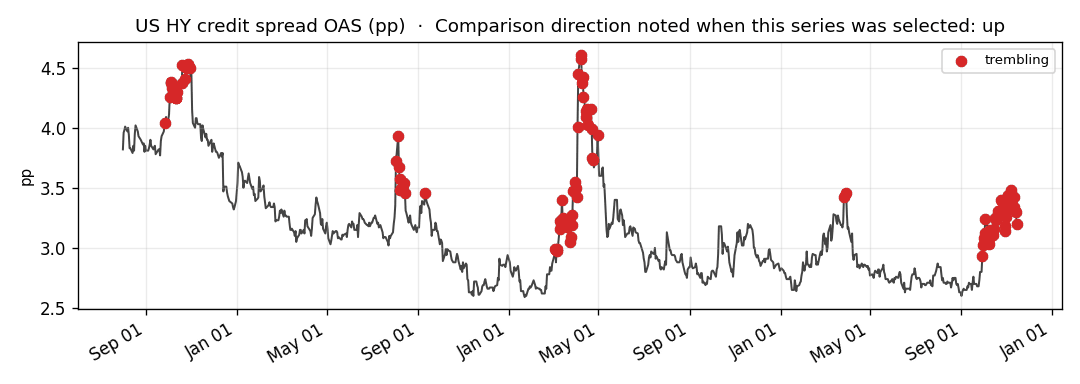 US HY credit spread OAS (pp)  ·  Comparison direction noted when this series was selected: up
trembling
pp
4.5
4.0
3.5
3.0
2.5
Sep 01
Jan 01
May 01
Sep 01
Jan 01
May 01
Sep 01
Jan 01
May 01
Sep 01
Jan 01